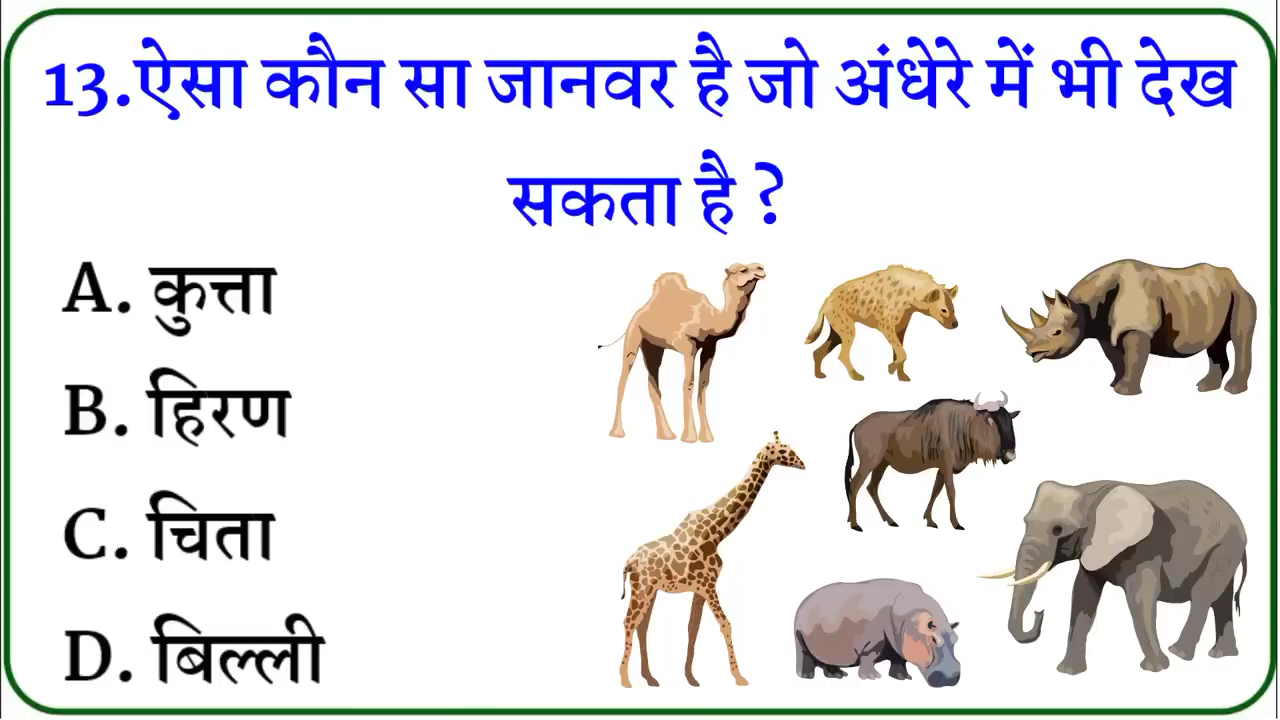 13.ऐसा कौन सा जानवर है जो अंधेरे में भी देख
सकता है ?
A. कुत्ता
B. हिरण
C. चिता
D. बिल्ली